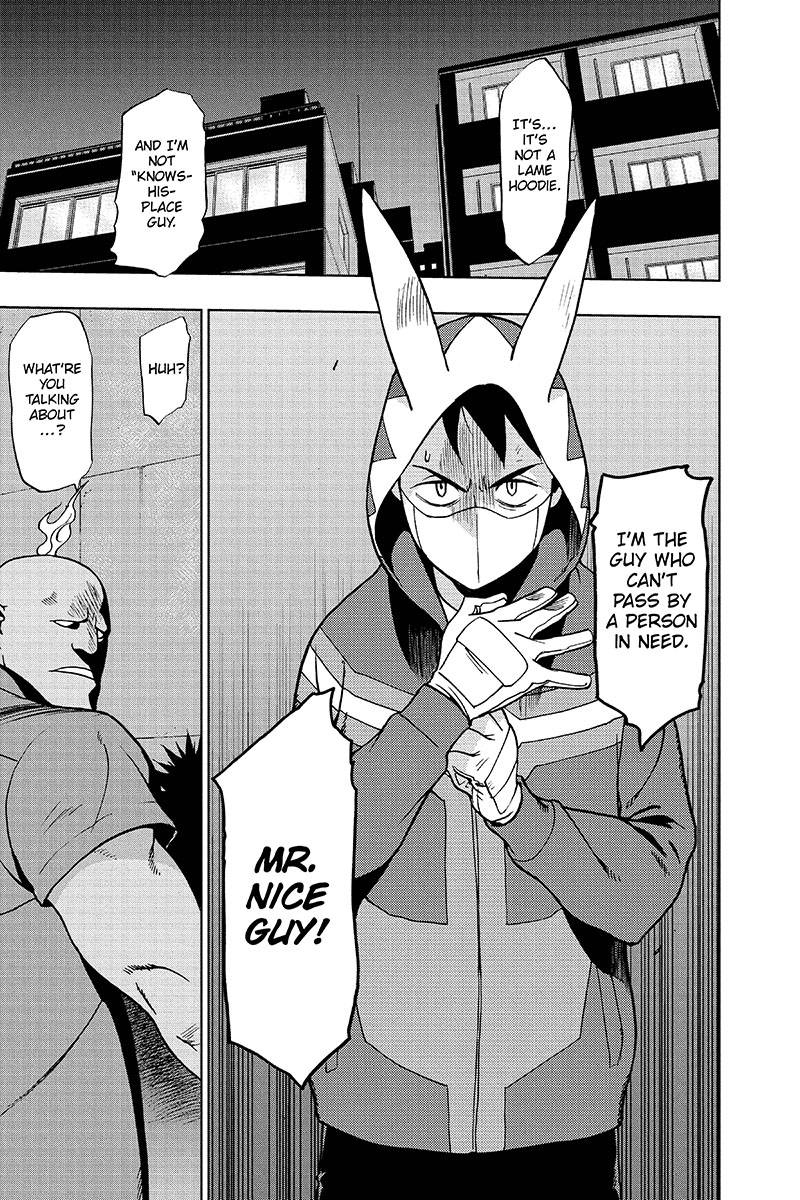 IT'S...
IT'S
NOT A
LAME
HOODIE.
AND I'M
NOT
"KNOWS-
HIS-
PLACE
GUY.
I'M THE
GUY WHO
CAN'T
PASS BY
A PERSON
IN NEED.
MR.
NICE
GUY!
HUH?
WHAT'RE
YOU
TALKING
ABOUT
...?